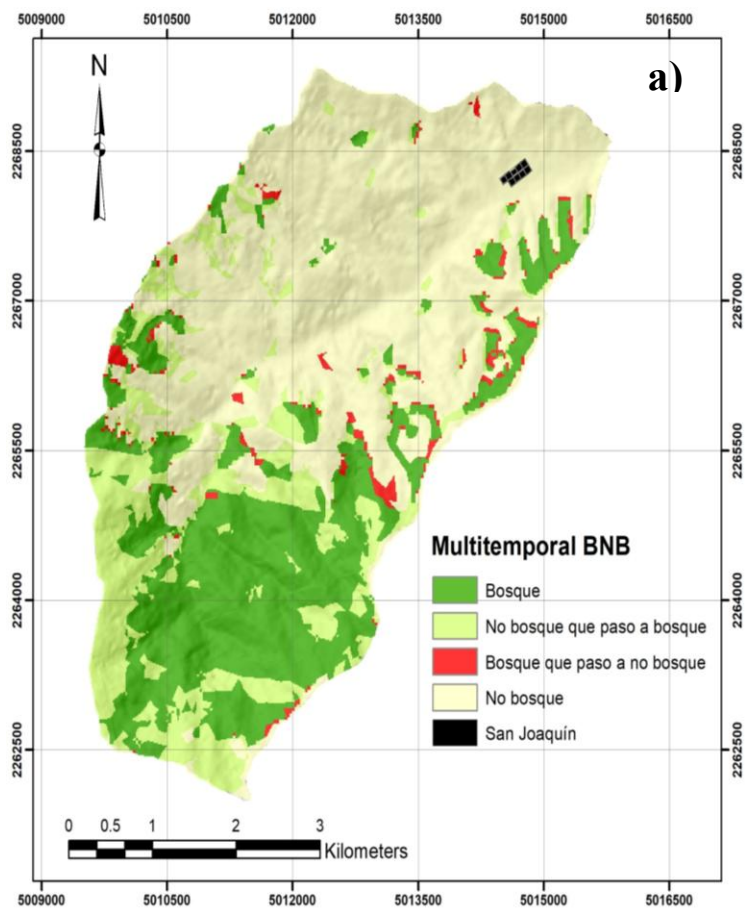 5009000 5010500 5012000 5013500 5015000 5016500
N
a)
2268500 2268500
2267000 2267000
2265500 2265500
Multitemporal BNB
Bosque
2264000 2264000
No bosque que paso a bosque
Bosque que paso a no bosque
No bosque
San Joaquín
2262500 2262500
0 0.5 1 2 3
Kilometers
5009000 5010500 5012000 5013500 5015000 5016500